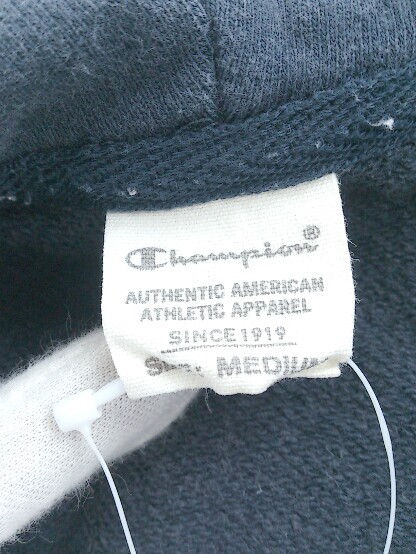 Champion®
AUTHENTIC AMERICAN
ATHLETIC APPAREL
SINCE 1919
MEDIUM